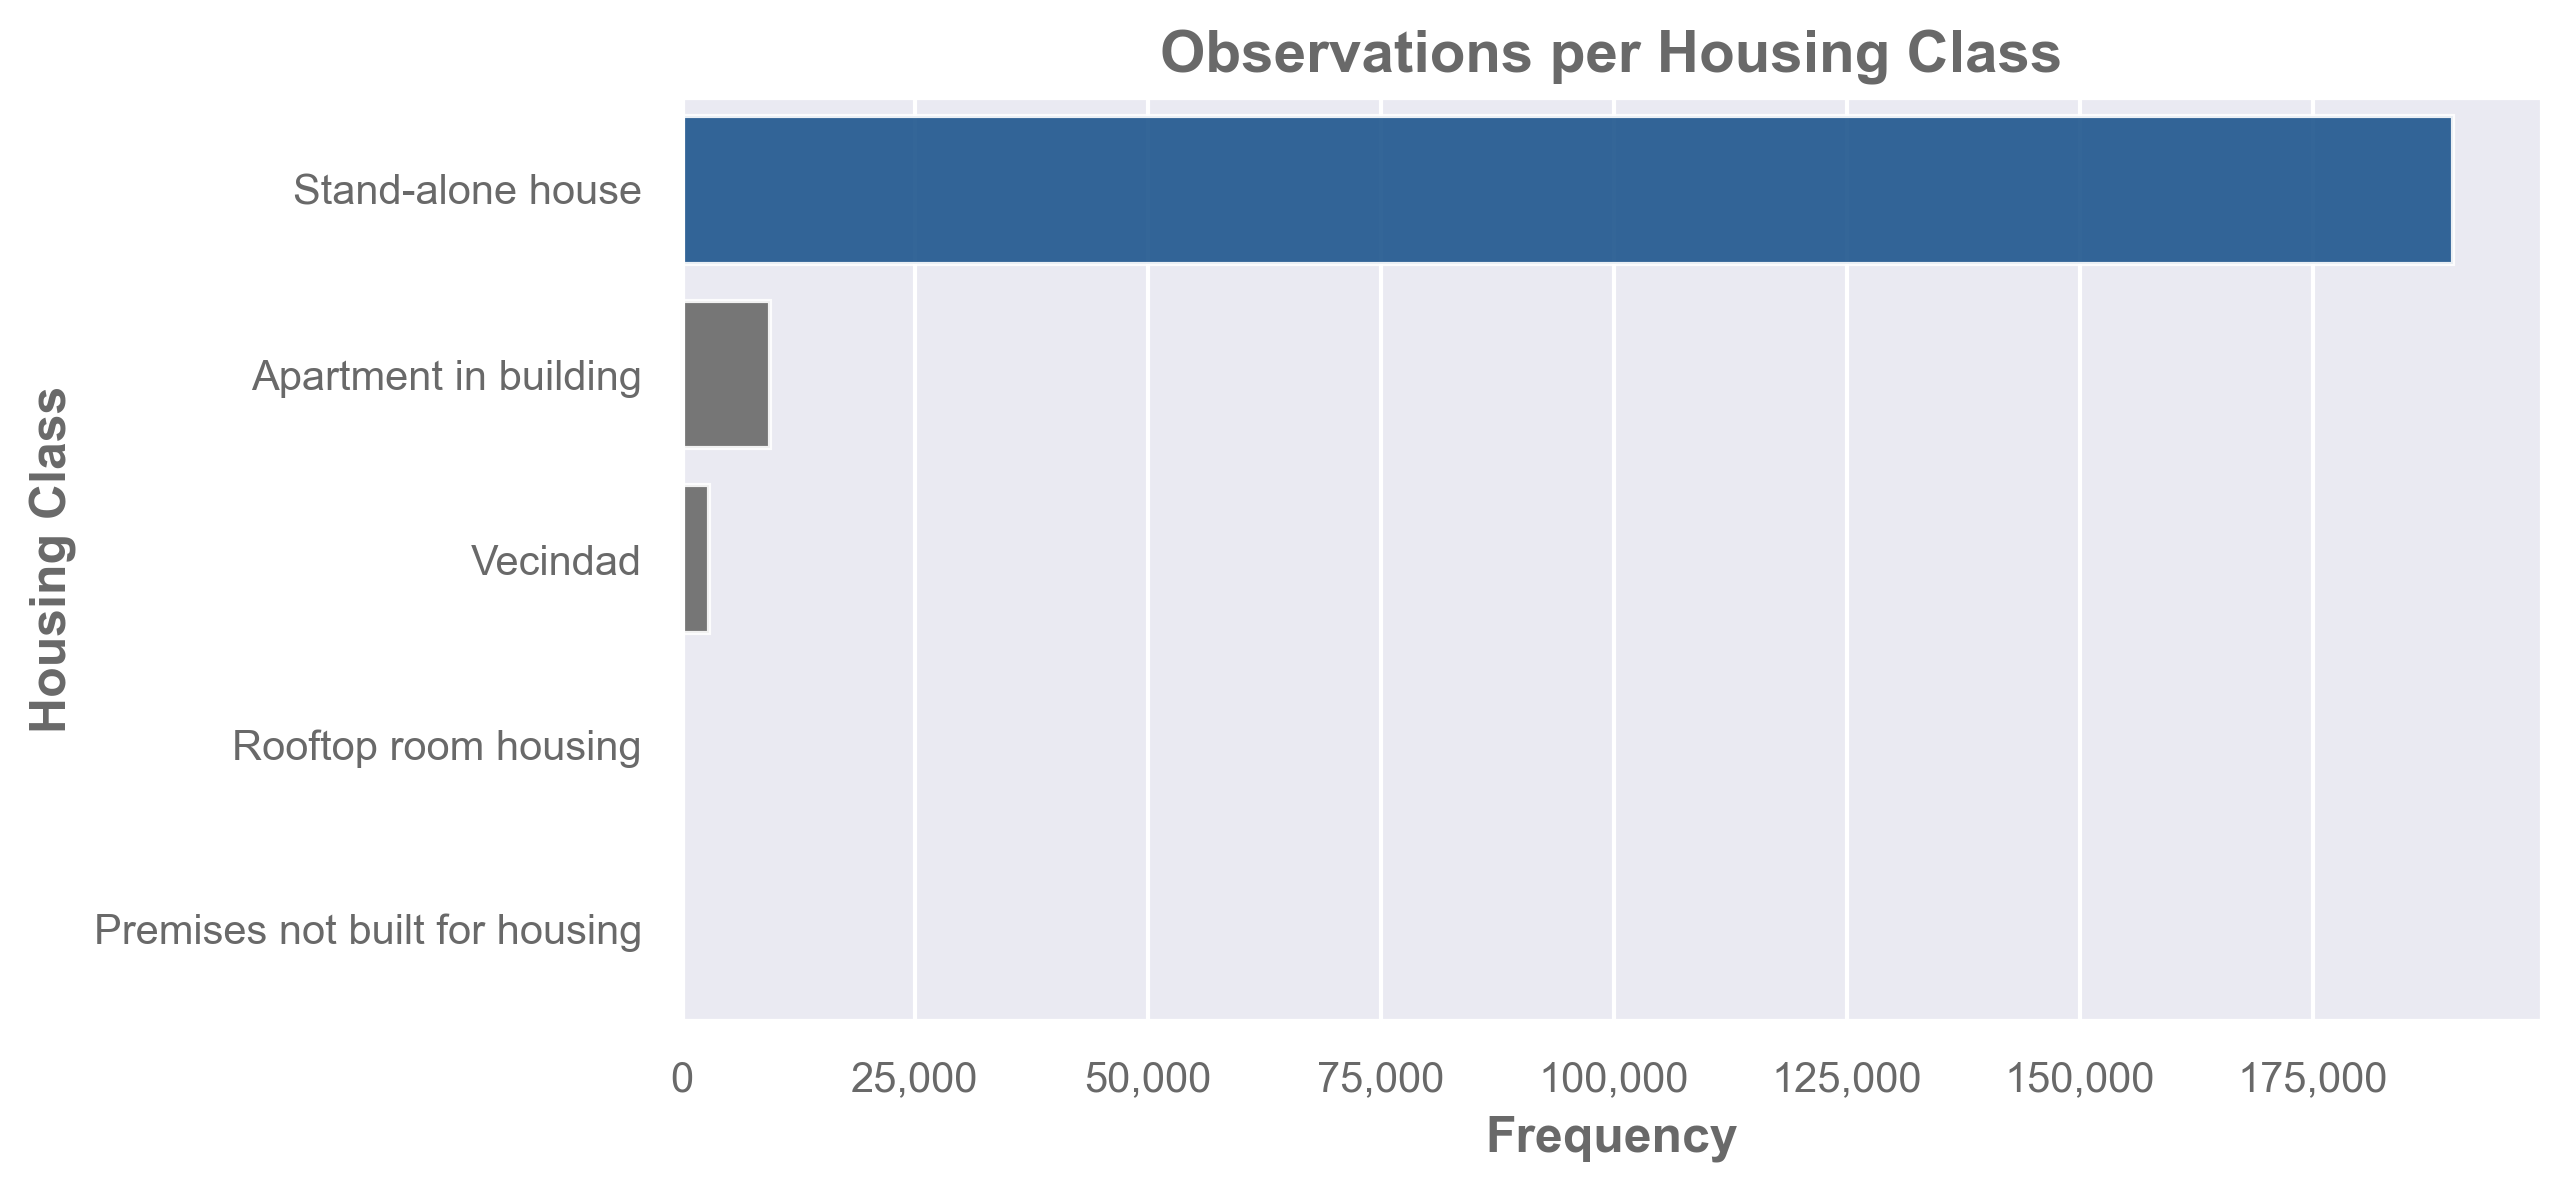 Observations per Housing Class
Housing Class
Stand-alone house
Apartment in building
Vecindad
Rooftop room housing
Premises not built for housing
0 25,000 50,000 75,000 100,000 125,000 150,000 175,000
Frequency